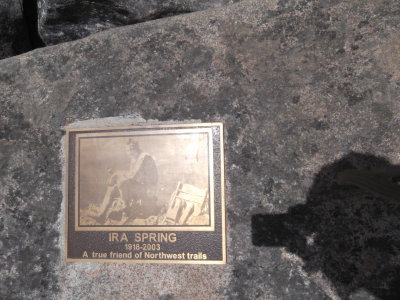 IRA SPRING
1918-2003
A true friend of Northwest trails